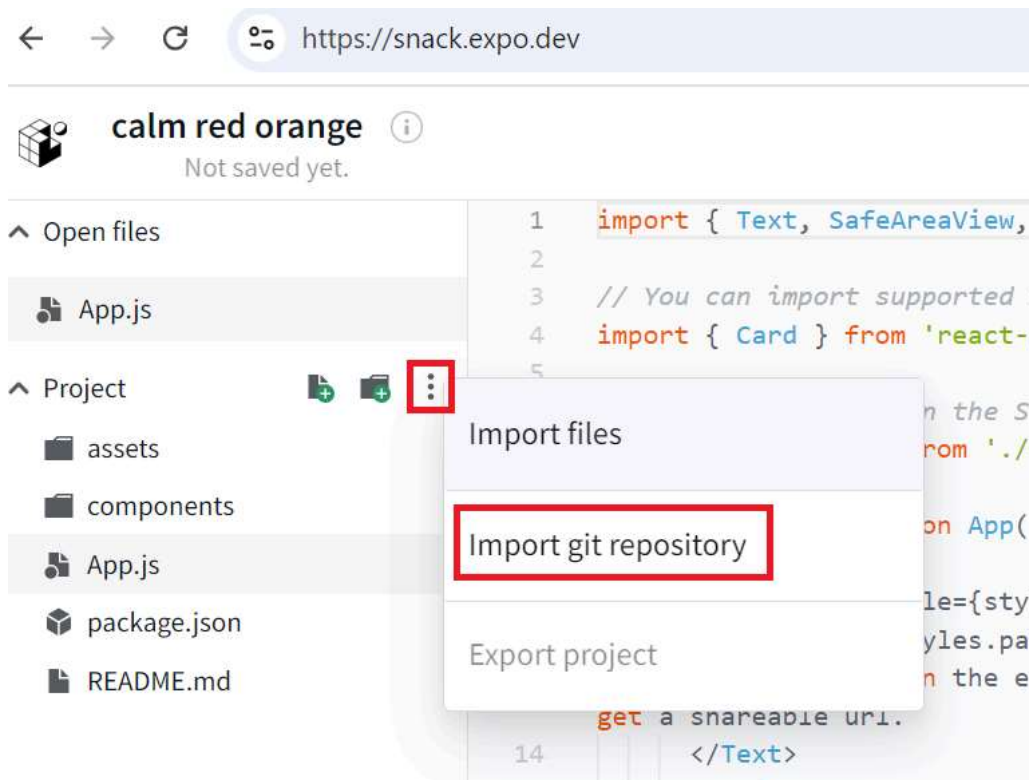 https://snack.expo.dev
calm red orange
Not saved yet.
Open files
App.js
Project
assets
components
App.js
package.json
README.md
1 import { Text, SafeAreaView,
2
3 // You can import supported
4 import { Card } from 'react-
5
n the S
rom './
on App(
le={sty
yles.pa
n the e
get a shareable url.
14 </Text>
Import files
Import git repository
Export project